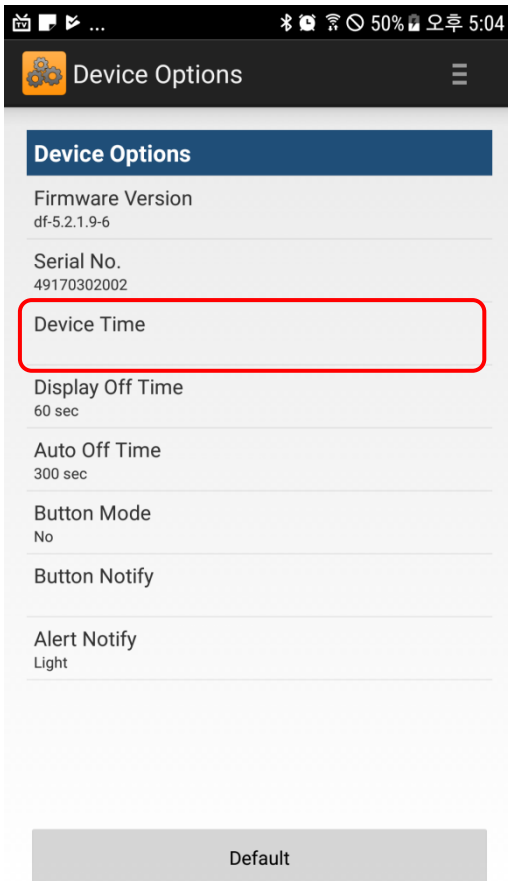 ... 50% 오후 5:04
Device Options
Device Options
Firmware Version
df-5.2.1.9-6
Serial No.
49170302002
Device Time
Display Off Time
60 sec
Auto Off Time
300 sec
Button Mode
No
Button Notify
Alert Notify
Light
Default